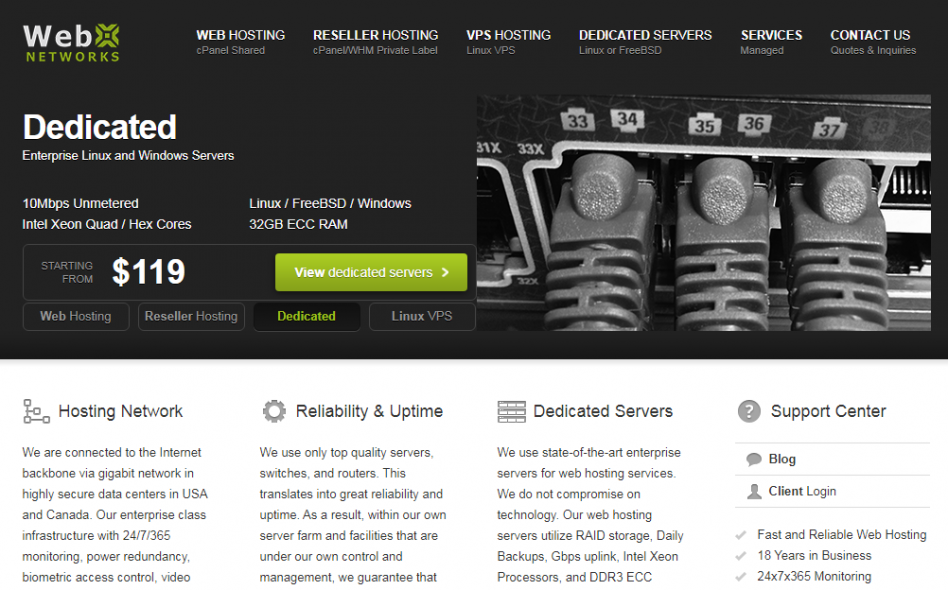 Web
NETWORKS
WEB HOSTING
cPanel Shared
RESELLER HOSTING
cPanel/WHM Private Label
VPS HOSTING
Linux VPS
DEDICATED SERVERS
Linux or FreeBSD
SERVICES
Managed
CONTACT US
Quotes & Inquiries
Dedicated
Enterprise Linux and Windows Servers
10Mbps Unmetered
Linux / FreeBSD / Windows
Intel Xeon Quad / Hex Cores
32GB ECC RAM
STARTING
FROM
$119
View dedicated servers
Web Hosting
Reseller Hosting
Dedicated
Linux VPS
33
34
35
36
37
38
31X
33X
32X
Hosting Network
We are connected to the Internet
backbone via gigabit network in
highly secure data centers in USA
and Canada. Our enterprise class
infrastructure with 24/7/365
monitoring, power redundancy,
biometric access control, video
Reliability & Uptime
We use only top quality servers,
switches, and routers. This
translates into great reliability and
uptime. As a result, within our own
server farm and facilities that are
under our own control and
management, we guarantee that
Dedicated Servers
We use state-of-the-art enterprise
servers for web hosting services.
We do not compromise on
technology. Our web hosting
servers utilize RAID storage, Daily
Backups, Gbps uplink, Intel Xeon
Processors, and DDR3 ECC
Support Center
Blog
Client Login
Fast and Reliable Web Hosting
18 Years in Business
24x7x365 Monitoring